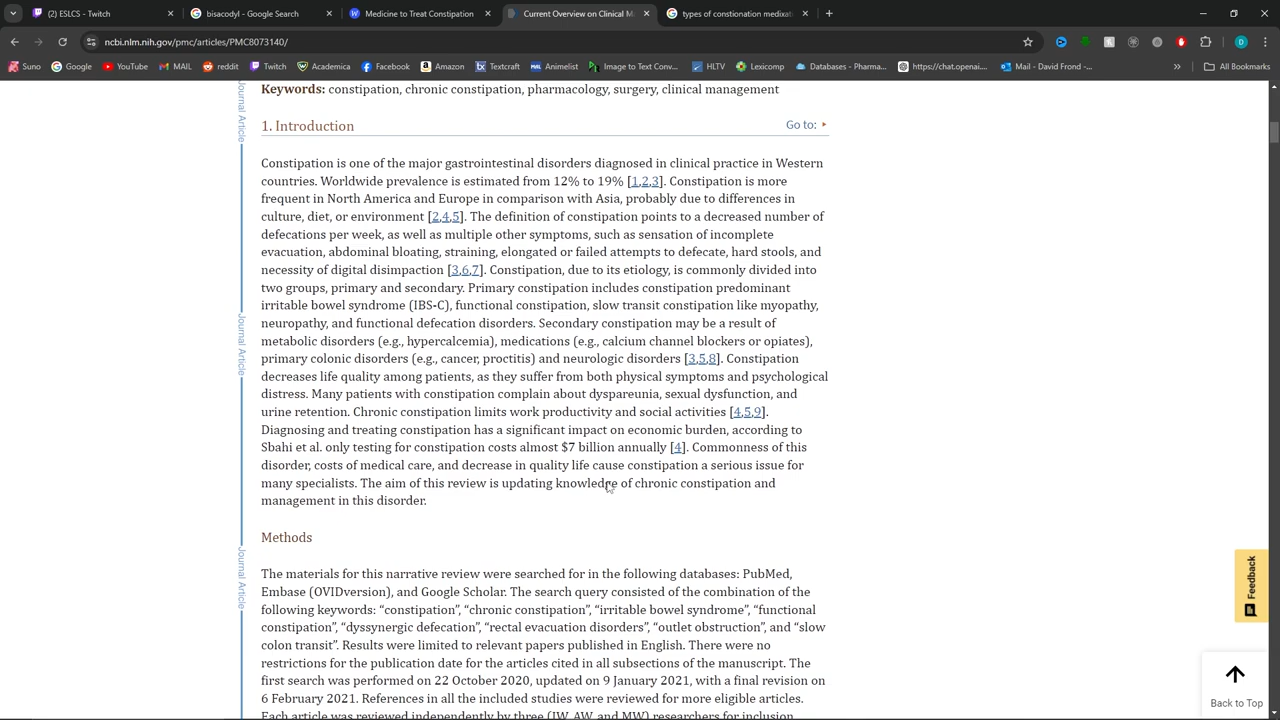 (2) ESLCS - Twitch
bisacodyl - Google Search
Medicine to Treat Constipation
Current Overview on Clinical M
types of constionation medixati
ncbi.nlm.nih.gov/pmc/articles/PMC8073140/
D
Suno
Google
YouTube
MAIL
reddit
Twitch
Academica
Facebook
Amazon
Textcraft
Animelist
Image to Text Conv...
HLTV
Lexicomp
Databases - Pharma...
https://chat.openai....
Mail - David Frond -...
All Bookmarks
Keywords: constipation, chronic constipation, pharmacology, surgery, clinical management
1. Introduction
Go to:
Constipation is one of the major gastrointestinal disorders diagnosed in clinical practice in Western
countries. Worldwide prevalence is estimated from 12% to 19% [1,2,3]. Constipation is more
frequent in North America and Europe in comparison with Asia, probably due to differences in
culture, diet, or environment [2,4,5]. The definition of constipation points to a decreased number of
defecations per week, as well as multiple other symptoms, such as sensation of incomplete
evacuation, abdominal bloating, straining, elongated or failed attempts to defecate, hard stools, and
necessity of digital disimpaction [3,6,7]. Constipation, due to its etiology, is commonly divided into
two groups, primary and secondary. Primary constipation includes constipation predominant
irritable bowel syndrome (IBS-C), functional constipation, slow transit constipation like myopathy,
neuropathy, and functional defecation disorders. Secondary constipation may be a result of
metabolic disorders (e.g., hypercalcemia), medications (e.g., calcium channel blockers or opiates),
primary colonic disorders (e.g., cancer, proctitis) and neurologic disorders [3,5,8]. Constipation
decreases life quality among patients, as they suffer from both physical symptoms and psychological
distress. Many patients with constipation complain about dyspareunia, sexual dysfunction, and
urine retention. Chronic constipation limits work productivity and social activities [4,5,9].
Diagnosing and treating constipation has a significant impact on economic burden, according to
Sbahi et al. only testing for constipation costs almost $7 billion annually [4]. Commonness of this
disorder, costs of medical care, and decrease in quality life cause constipation a serious issue for
many specialists. The aim of this review is updating knowledge of chronic constipation and
management in this disorder.
Methods
The materials for this narrative review were searched for in the following databases: PubMed,
Embase (OVIDversion), and Google Scholar. The search query consisted of the combination of the
following keywords: “constipation”, “chronic constipation”, “irritable bowel syndrome”, “functional
constipation”, “dyssynergic defecation”, “rectal evacuation disorders”, “outlet obstruction”, and “slow
colon transit”. Results were limited to relevant papers published in English. There were no
restrictions for the publication date for the articles cited in all subsections of the manuscript. The
first search was performed on 22 October 2020, updated on 9 January 2021, with a final revision on
6 February 2021. References in all the included studies were reviewed for more eligible articles.
Each article was reviewed independently by three (TW, AW, and MW) researchers for inclusion
Journal Article
Journal Article
Journal Article
Feedback
Back to Top